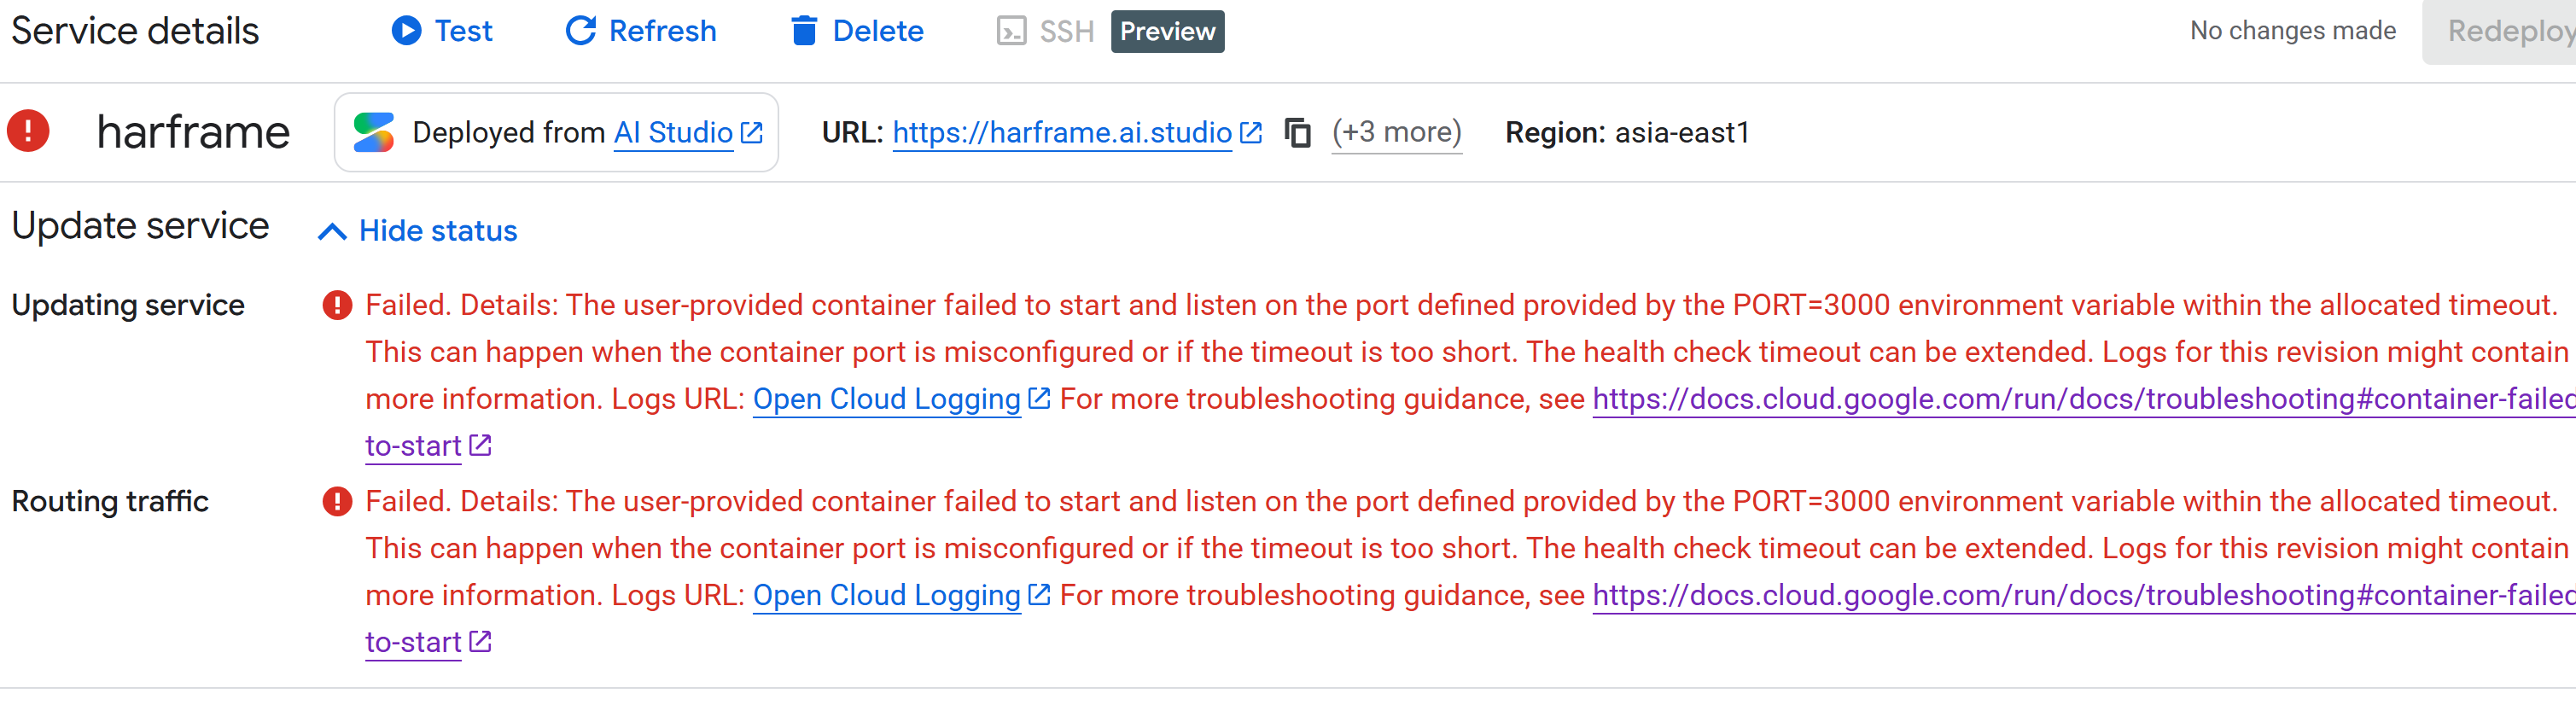 Service details Test Refresh Delete SSH Preview No changes made Redeploy
harframe Deployed from AI Studio URL: https://harframe.ai.studio (+3 more) Region: asia-east1
Update service Hide status
Updating service Failed. Details: The user-provided container failed to start and listen on the port defined provided by the PORT=3000 environment variable within the allocated timeout.
This can happen when the container port is misconfigured or if the timeout is too short. The health check timeout can be extended. Logs for this revision might contain
more information. Logs URL: Open Cloud Logging For more troubleshooting guidance, see https://docs.cloud.google.com/run/docs/troubleshooting#container-failed
to-start
Routing traffic Failed. Details: The user-provided container failed to start and listen on the port defined provided by the PORT=3000 environment variable within the allocated timeout.
This can happen when the container port is misconfigured or if the timeout is too short. The health check timeout can be extended. Logs for this revision might contain
more information. Logs URL: Open Cloud Logging For more troubleshooting guidance, see https://docs.cloud.google.com/run/docs/troubleshooting#container-failed
to-start